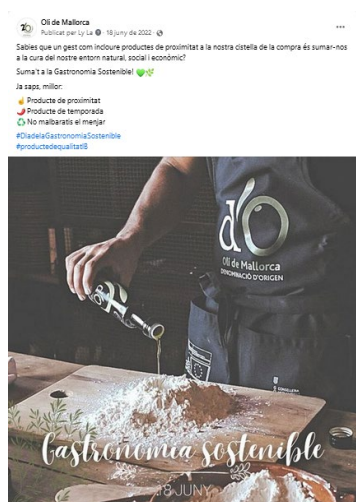 Oli de Mallorca
Publicat per Ly La · 18 juny de 2022 ·
Sabies que un gest com incloure productes de proximitat a la nostra cistella de la compra és sumar-nos
a la cura del nostre entorn natural, social i econòmic?
Suma't a la Gastronomia Sostenible! 💚🌿
Ja saps, millor:
☝️ Producte de proximitat
🌶️ Producte de temporada
♻️ No malbaratis el menjar
#DiadelaGastronomiaSostenible
#productedequalitatIB
dO
Oli de Mallorca
DENOMINACIÓ D'ORIGEN
Gastronomia sostenible
18 JUNY